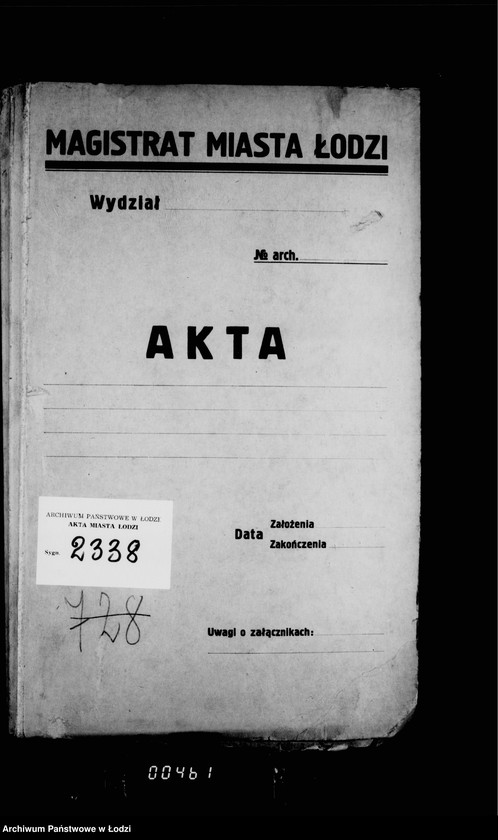 MAGISTRAT MIASTA ŁODZI
Wydział
№ arch.
AKTA
Data Założenia
Zakończenia
ARCHIWUM PAŃSTWOWE W ŁODZI
AKTA MIASTA ŁODZI
Sygn. 2338
728
Uwagi o załącznikach:
00461
Archiwum Państwowe w Łodzi